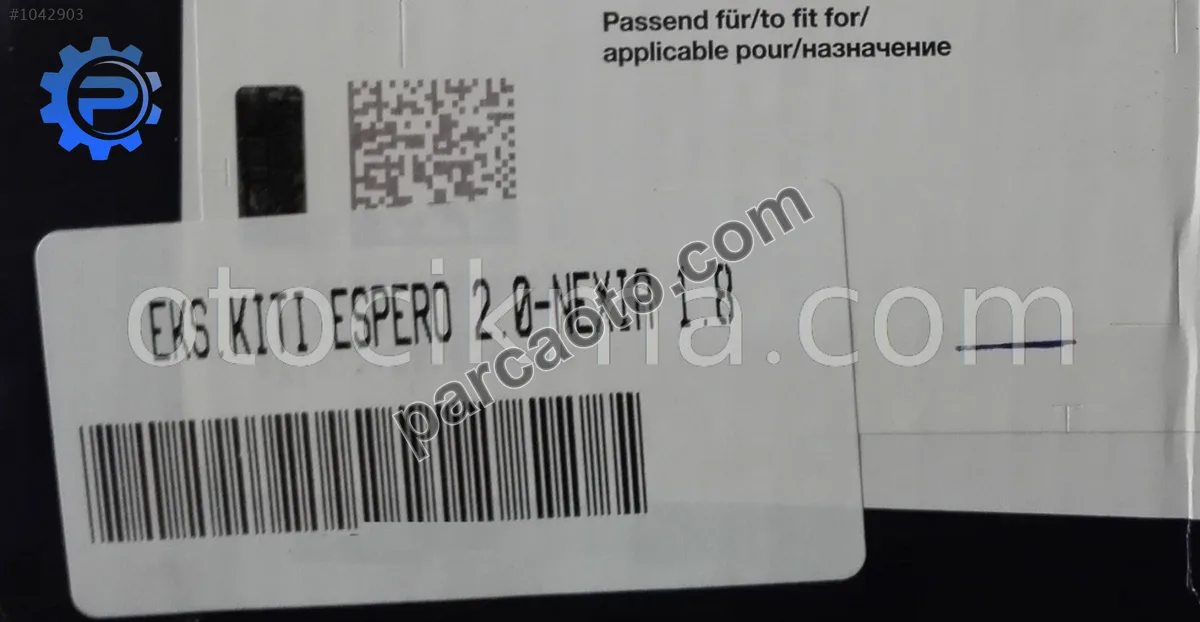 #1042903
Passend für/to fit for/
applicable pour/назначение
P
EKS.KITI ESPERO 2.0-NEXIA 1.8
otocikma.com
parcaoto.com